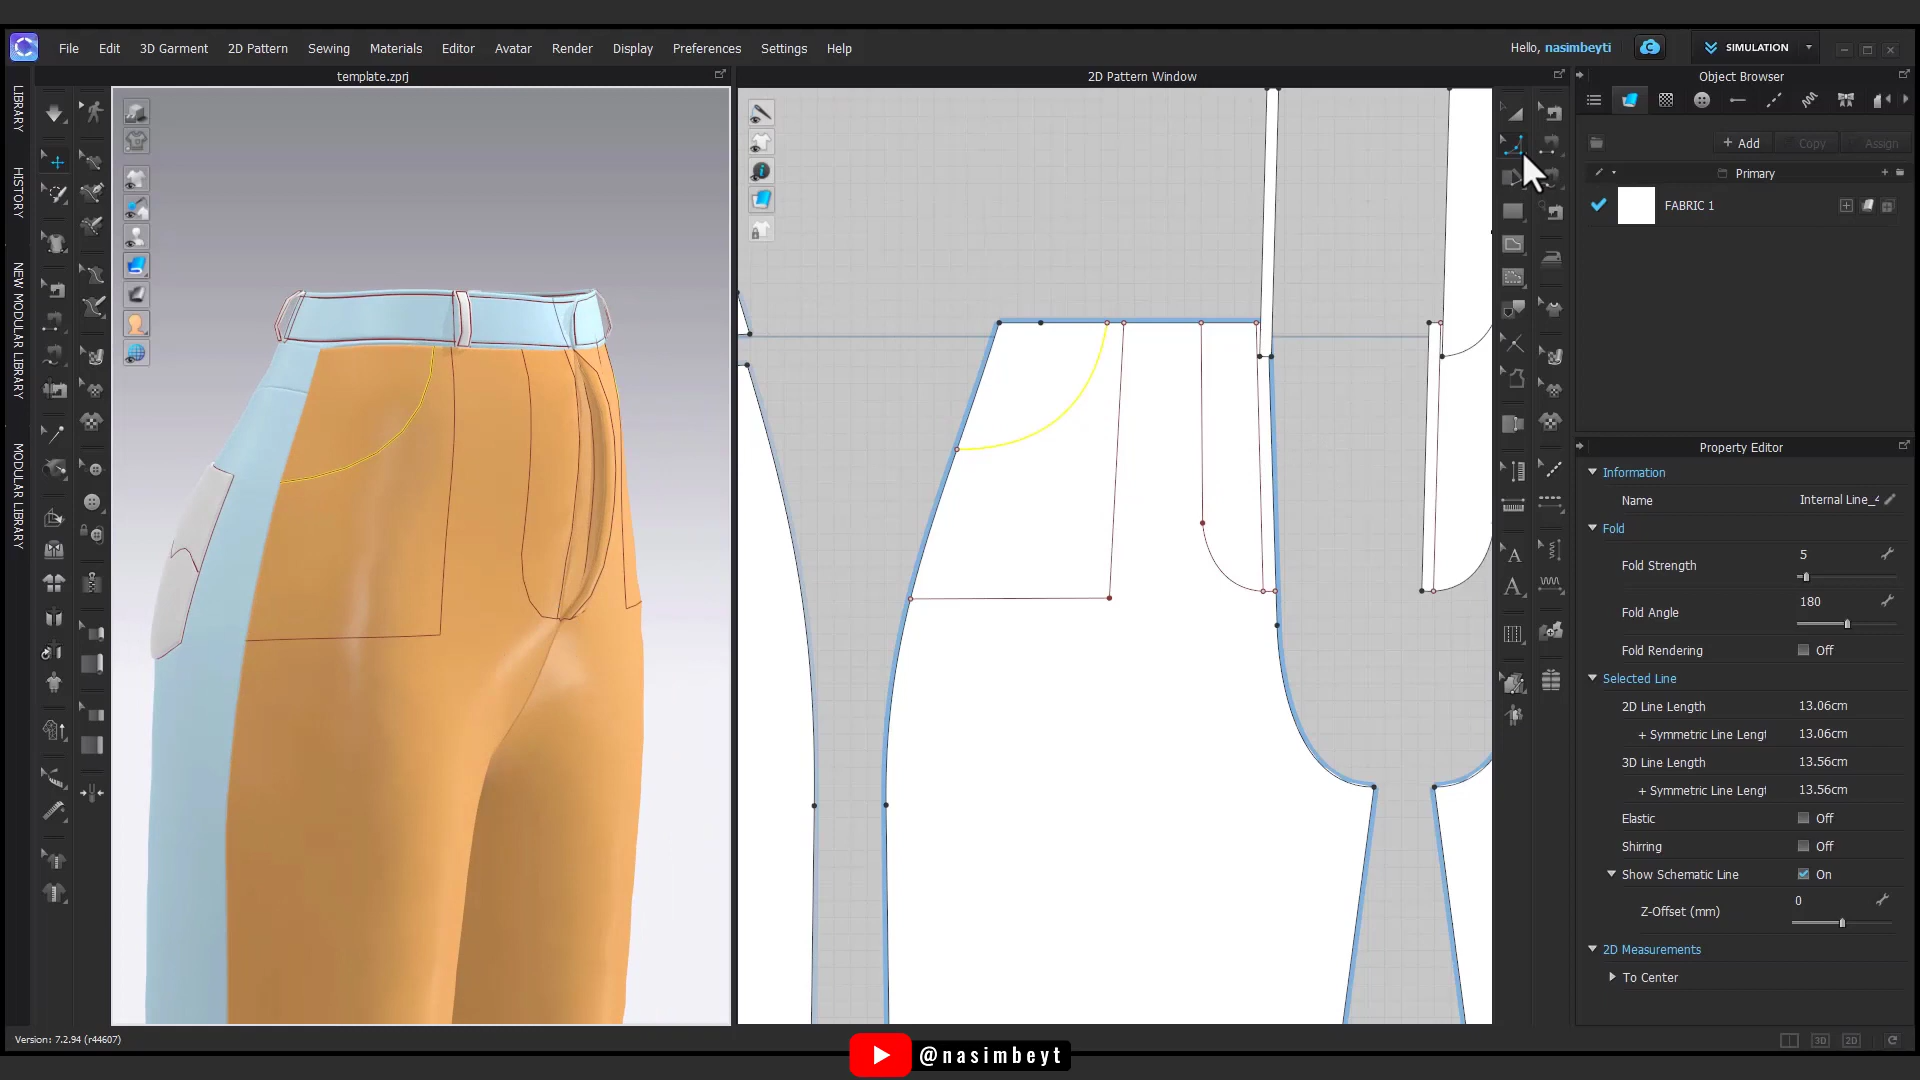 File Edit 3D Garment 2D Pattern Sewing Materials Editor Avatar Render Display Preferences Settings Help
Hello, nasimbeyti
SIMULATION
template.zprj
2D Pattern Window
Object Browser
LIBRARY
HISTORY
NEW MODULAR LIBRARY
MODULAR LIBRARY
+ Add
Copy
Assign
Primary
FABRIC 1
Property Editor
Information
Name Internal Line_4
Fold
Fold Strength 5
Fold Angle 180
Fold Rendering Off
Selected Line
2D Line Length 13.06cm
+ Symmetric Line Lengt 13.06cm
3D Line Length 13.56cm
+ Symmetric Line Lengt 13.56cm
Elastic Off
Shirring Off
Show Schematic Line On
Z-Offset (mm) 0
2D Measurements
To Center
Version: 7.2.94 (r44607)
3D 2D
@nasimbeyt